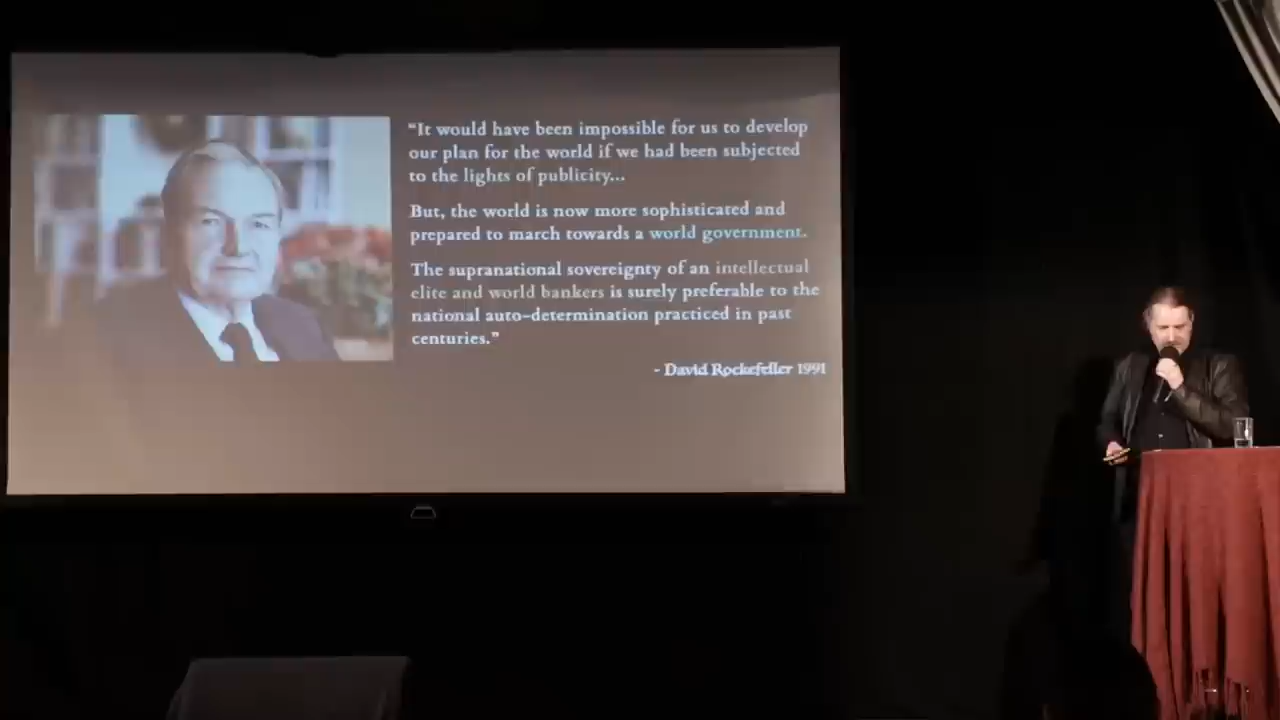 “It would have been impossible for us to develop
our plan for the world if we had been subjected
to the lights of publicity...
But, the world is now more sophisticated and
prepared to march towards a world government.
The supranational sovereignty of an intellectual
elite and world bankers is surely preferable to the
national auto-determination practiced in past
centuries.”
- David Rockefeller 1991